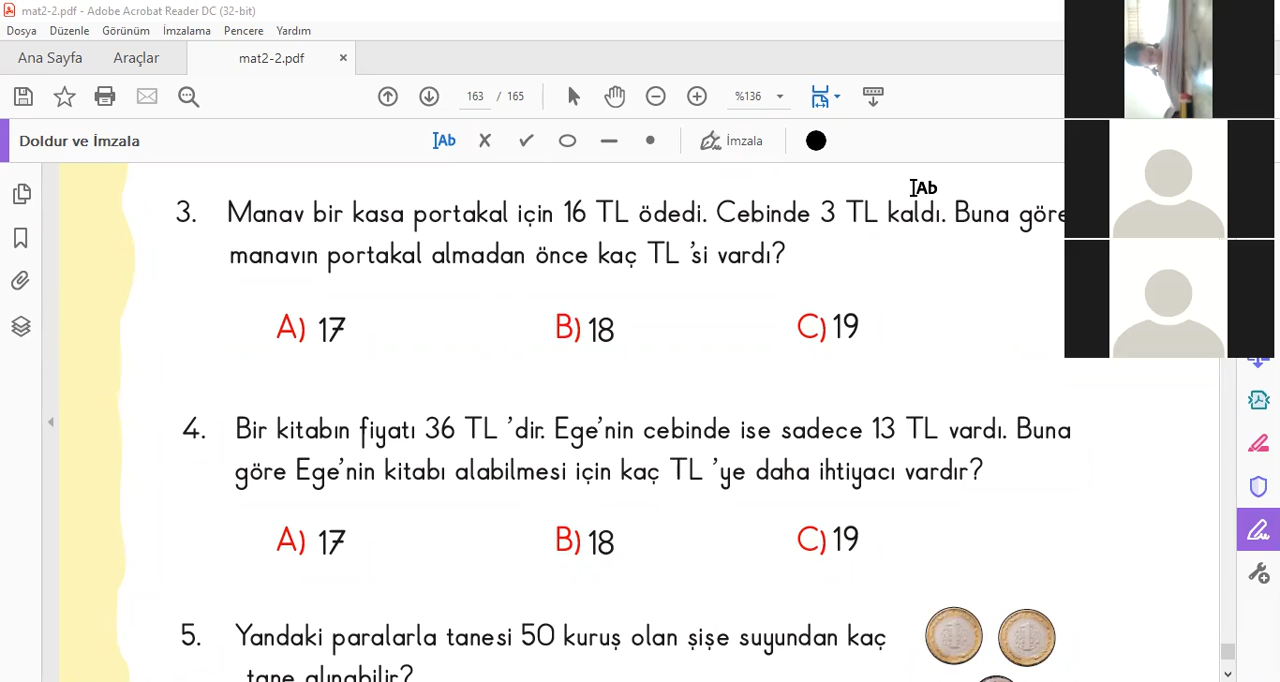 mat2-2.pdf - Adobe Acrobat Reader DC (32-bit)
Dosya Düzenle Görünüm İmzalama Pencere Yardım
Ana Sayfa Araçlar mat2-2.pdf ×
163 / 165 %136
Doldur ve İmzala IAb İmzala
IAb
3. Manav bir kasa portakal için 16 TL ödedi. Cebinde 3 TL kaldı. Buna göre
manavın portakal almadan önce kaç TL 'si vardı?
A) 17 B) 18 C) 19
4. Bir kitabın fiyatı 36 TL 'dir. Ege'nin cebinde ise sadece 13 TL vardı. Buna
göre Ege'nin kitabı alabilmesi için kaç TL 'ye daha ihtiyacı vardır?
A) 17 B) 18 C) 19
5. Yandaki paralarla tanesi 50 kuruş olan şişe suyundan kaç
tane alınabilir?